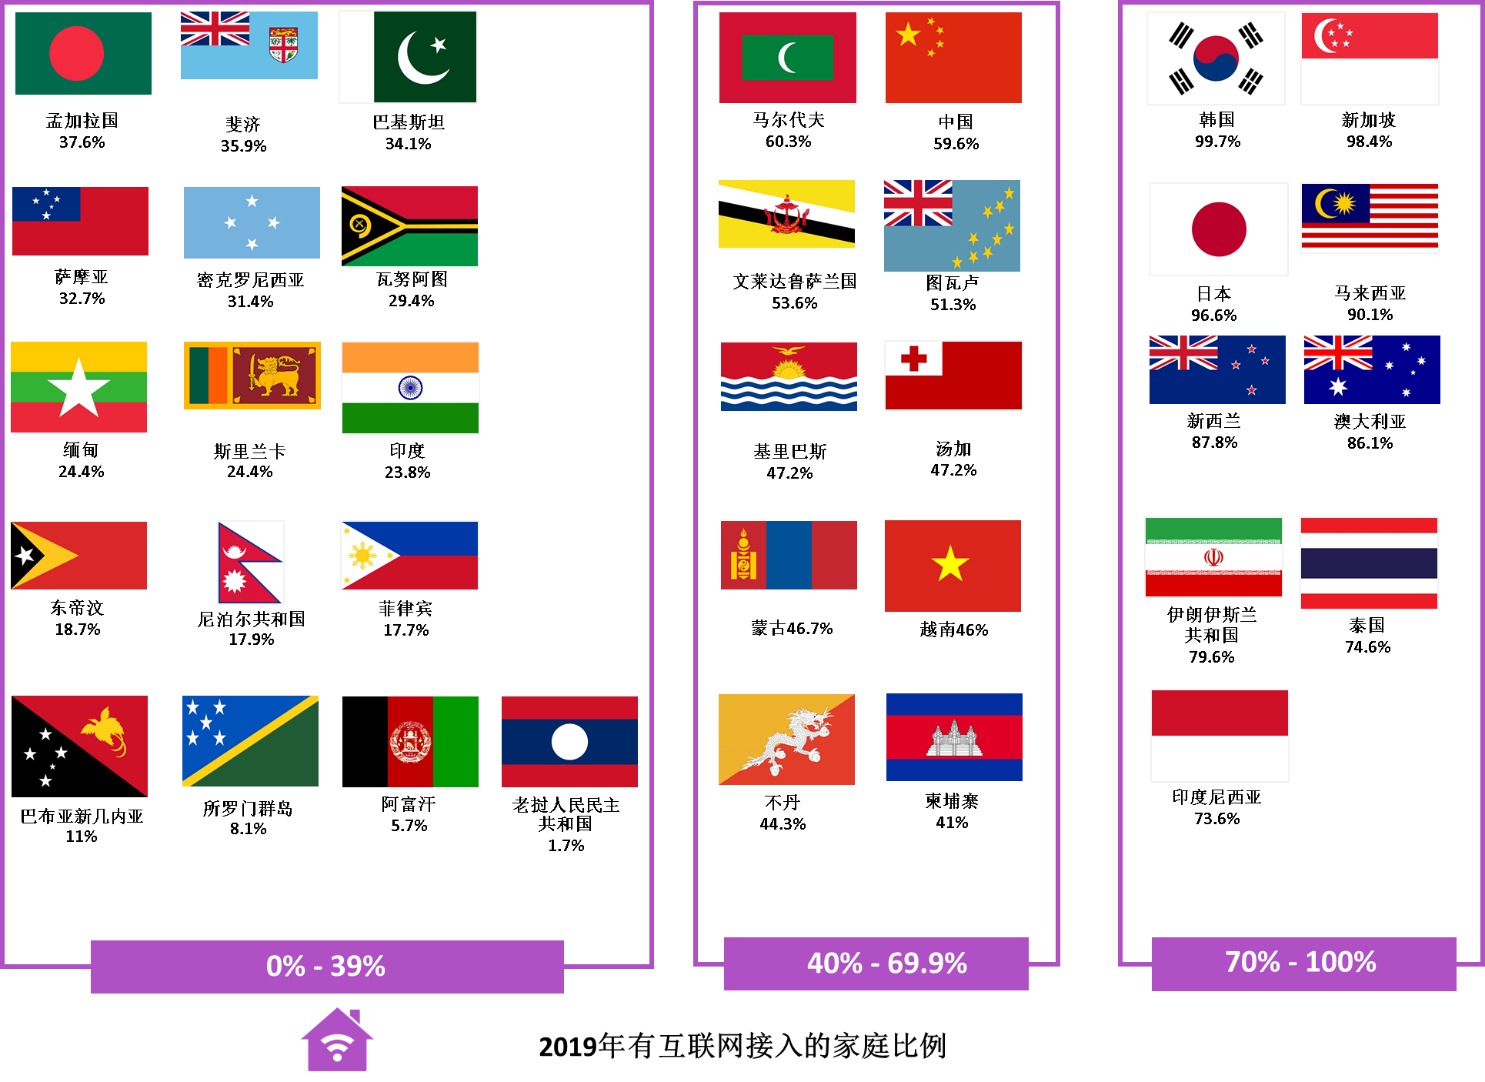 孟加拉国
37.6%
斐济
35.9%
巴基斯坦
34.1%
萨摩亚
32.7%
密克罗尼西亚
31.4%
瓦努阿图
29.4%
缅甸
24.4%
斯里兰卡
24.4%
印度
23.8%
东帝汶
18.7%
尼泊尔共和国
17.9%
菲律宾
17.7%
巴布亚新几内亚
11%
所罗门群岛
8.1%
阿富汗
5.7%
老挝人民民主
共和国
1.7%
0% - 39%
马尔代夫
60.3%
中国
59.6%
文莱达鲁萨兰国
53.6%
图瓦卢
51.3%
基里巴斯
47.2%
汤加
47.2%
蒙古46.7%
越南46%
不丹
44.3%
柬埔寨
41%
40% - 69.9%
韩国
99.7%
新加坡
98.4%
日本
96.6%
马来西亚
90.1%
新西兰
87.8%
澳大利亚
86.1%
伊朗伊斯兰
共和国
79.6%
泰国
74.6%
印度尼西亚
73.6%
70% - 100%
2019年有互联网接入的家庭比例